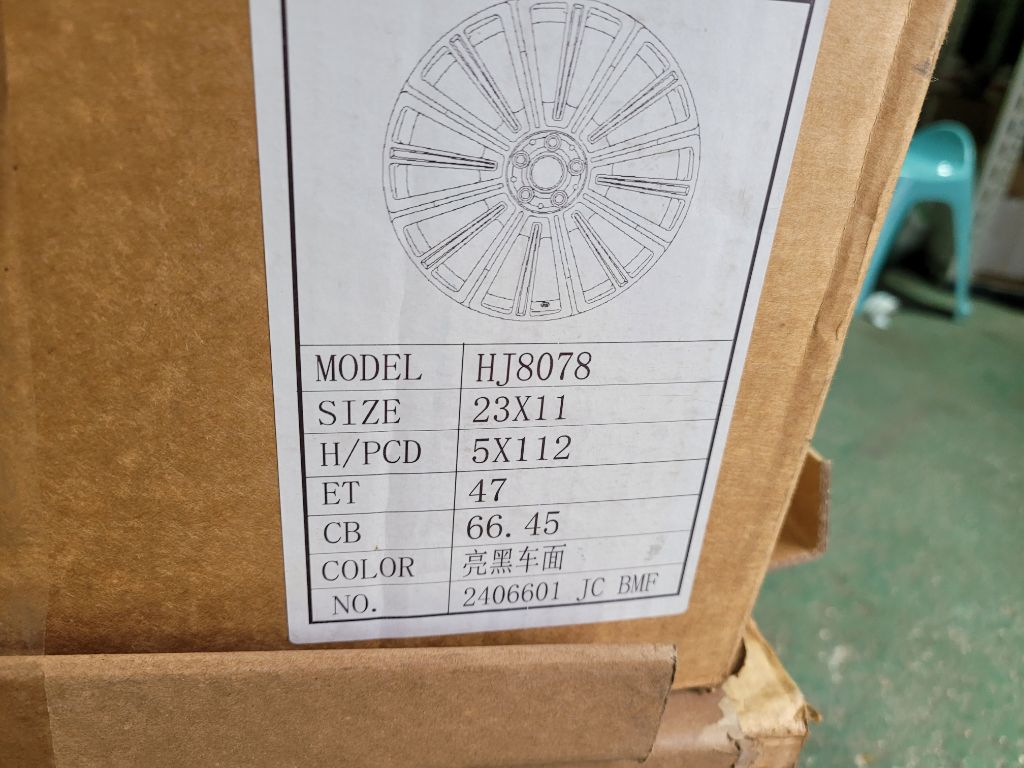 MODEL HJ8078
SIZE 23X11
H/PCD 5X112
ET 47
CB 66.45
COLOR 亮黑车面
NO. 2406601 JC BMF